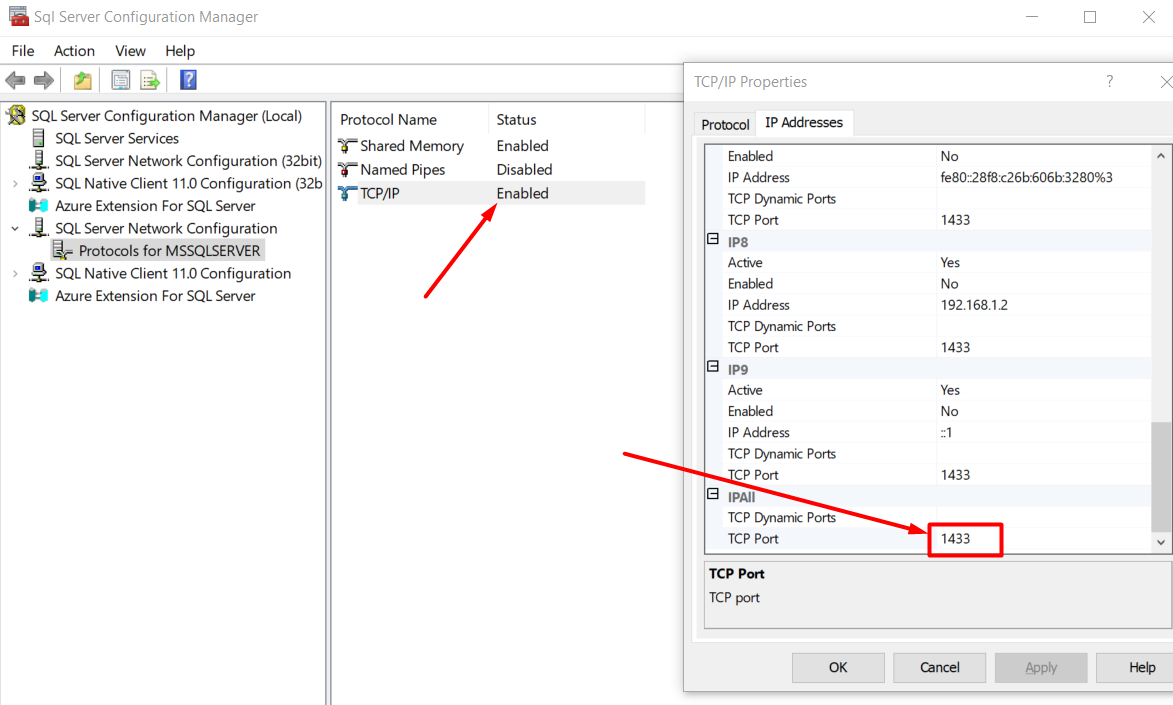 Sql Server Configuration Manager
File Action View Help
SQL Server Configuration Manager (Local)
SQL Server Services
SQL Server Network Configuration (32bit)
SQL Native Client 11.0 Configuration (32b
Azure Extension For SQL Server
SQL Server Network Configuration
Protocols for MSSQLSERVER
SQL Native Client 11.0 Configuration
Azure Extension For SQL Server
Protocol Name Status
Shared Memory Enabled
Named Pipes Disabled
TCP/IP Enabled
TCP/IP Properties ?
Protocol IP Addresses
Enabled No
IP Address fe80::28f8:c26b:606b:3280%3
TCP Dynamic Ports
TCP Port 1433
IP8
Active Yes
Enabled No
IP Address 192.168.1.2
TCP Dynamic Ports
TCP Port 1433
IP9
Active Yes
Enabled No
IP Address ::1
TCP Dynamic Ports
TCP Port 1433
IPAll
TCP Dynamic Ports
TCP Port 1433
TCP Port
TCP port
OK Cancel Apply Help